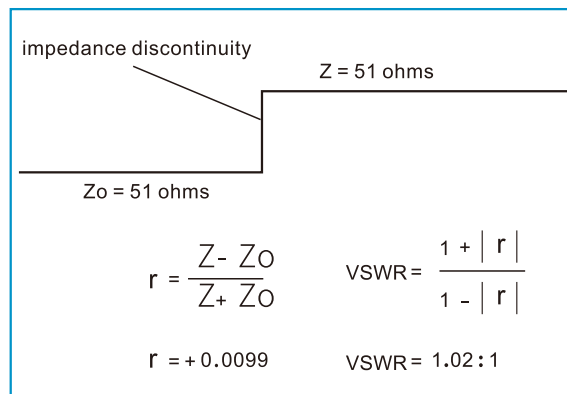 impedance discontinuity
Z = 51 ohms
Zo = 51 ohms
r = Z- ZO / Z+ ZO
VSWR = 1 + | r | / 1 - | r |
r = + 0.0099
VSWR = 1.02:1